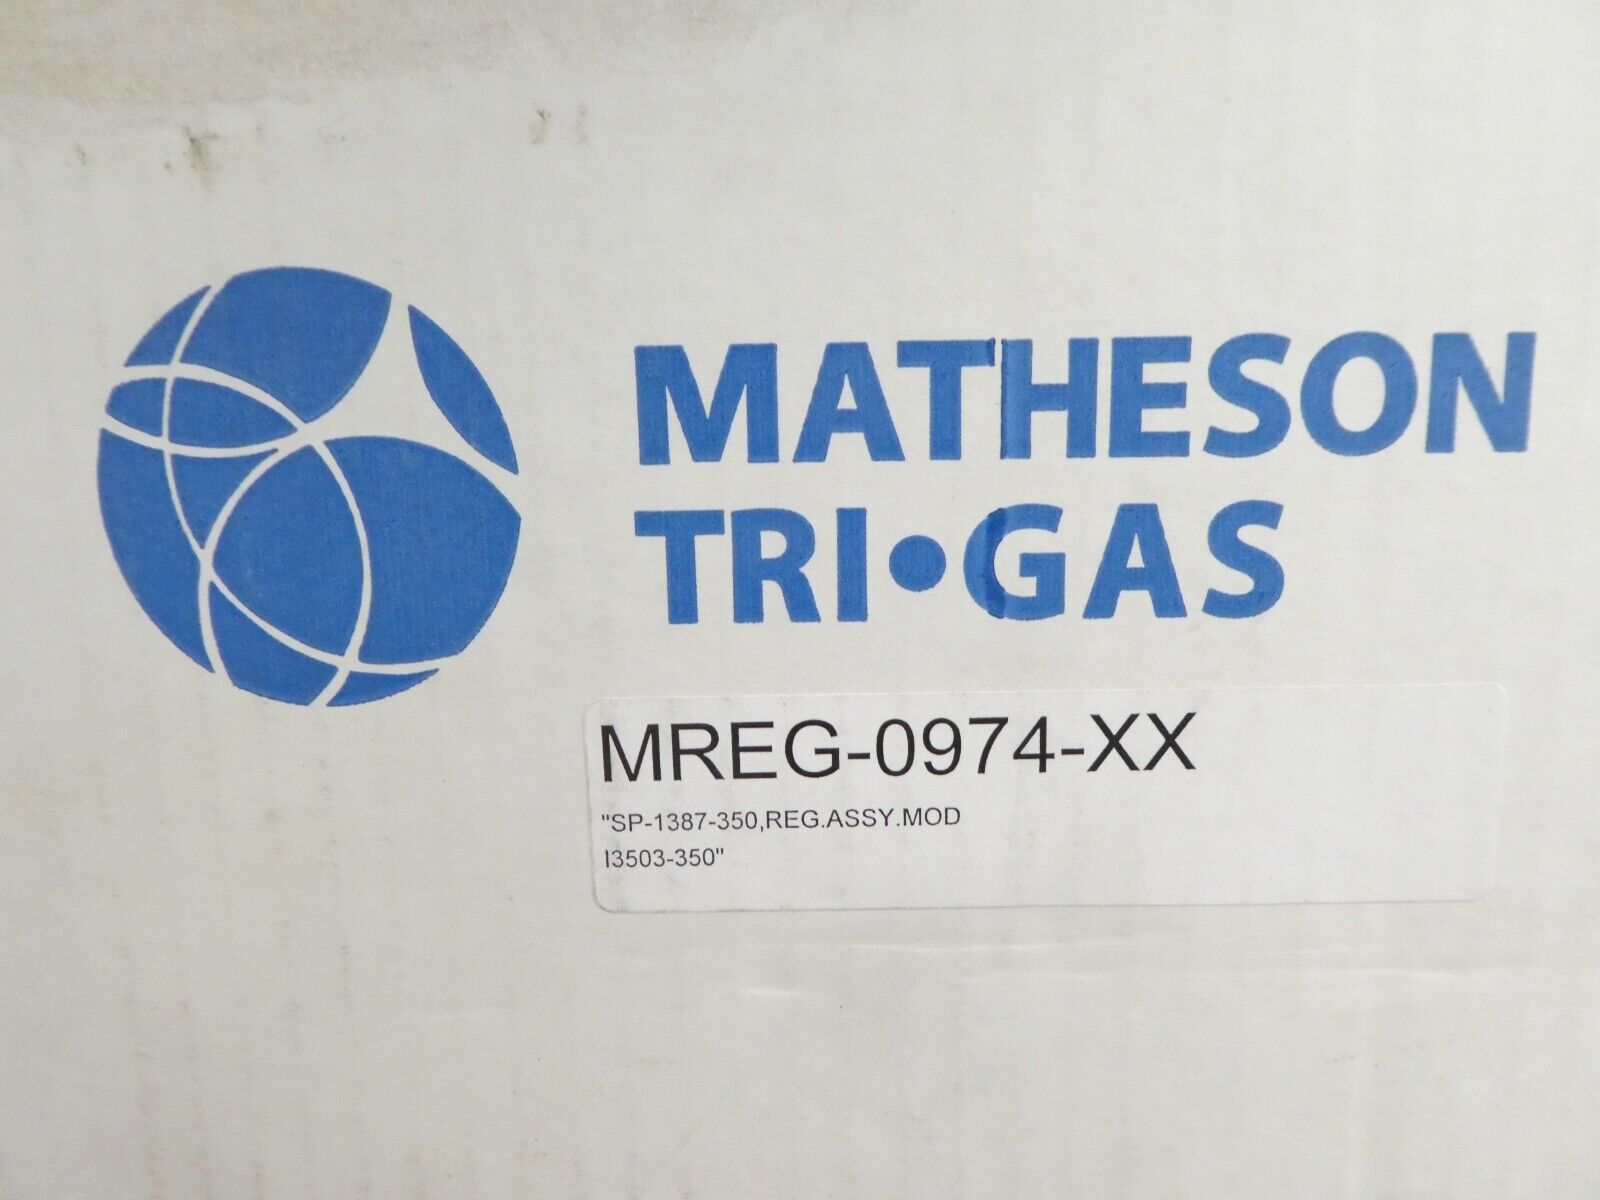 MATHESON
TRI•GAS
MREG-0974-XX
"SP-1387-350,REG.ASSY.MOD
I3503-350"